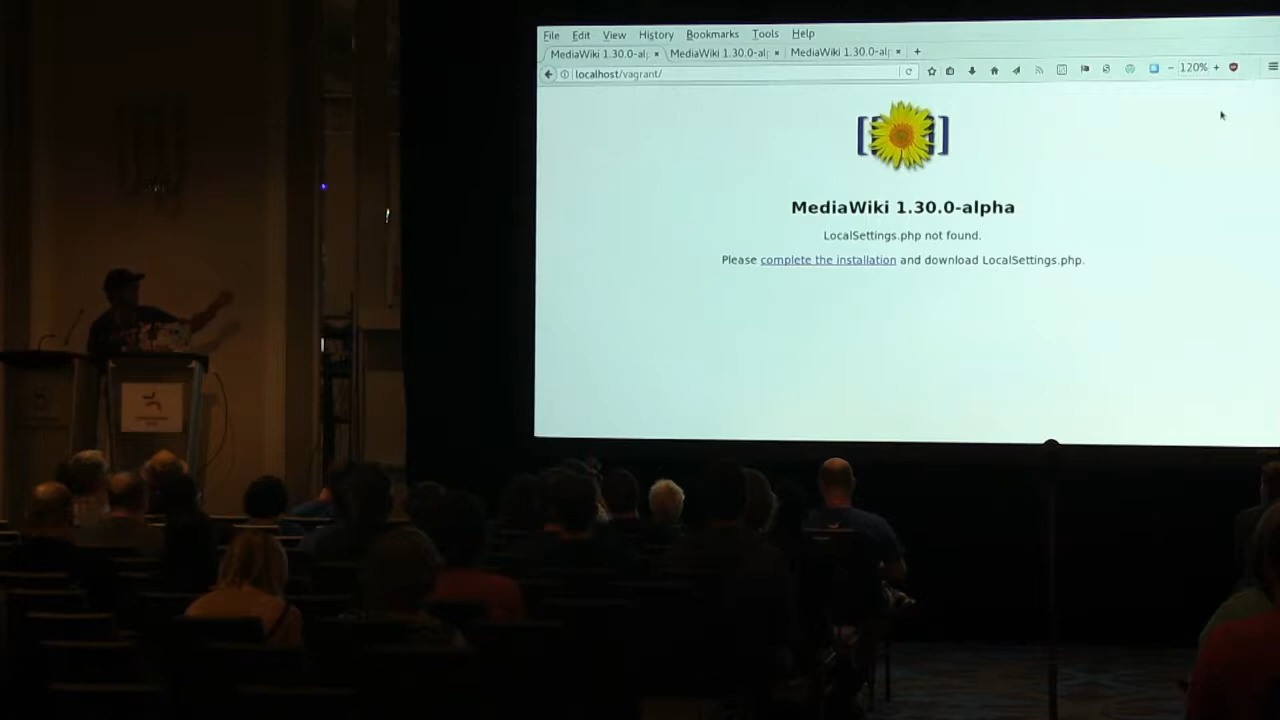 File Edit View History Bookmarks Tools Help
MediaWiki 1.30.0-al × MediaWiki 1.30.0-al × MediaWiki 1.30.0-al × +
localhost/vagrant/ 120%
MediaWiki 1.30.0-alpha
LocalSettings.php not found.
Please complete the installation and download LocalSettings.php.